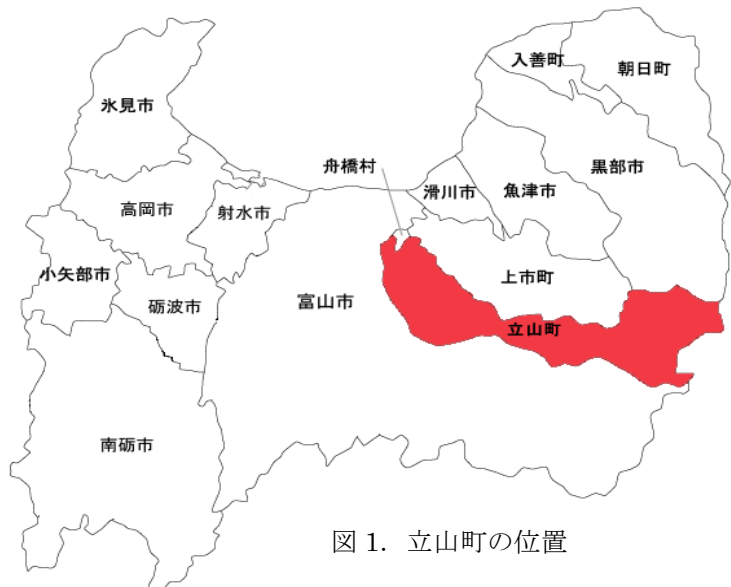 入善町
朝日町
氷見市
舟橋村
黒部市
滑川市
魚津市
高岡市
射水市
小矢部市
上市町
砺波市
富山市
立山町
南砺市
図 1. 立山町の位置